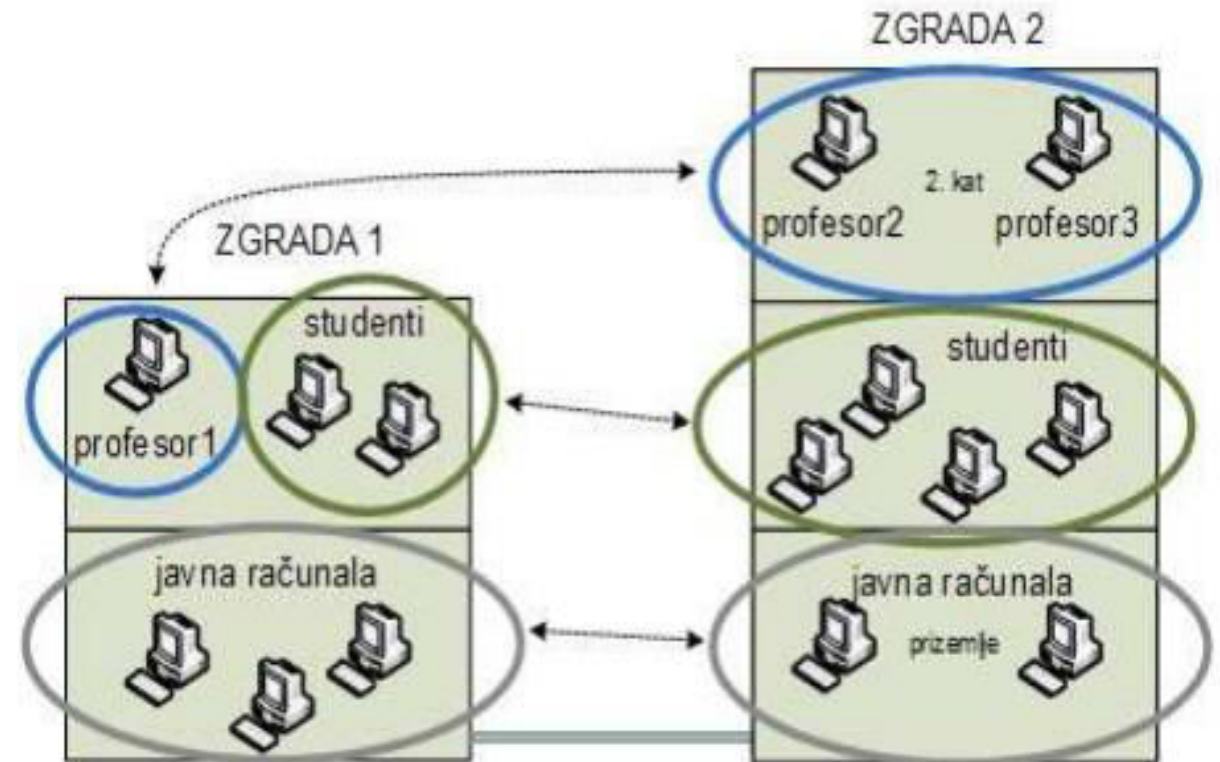 ZGRADA 2
2. kat
profesor2
profesor3
ZGRADA 1
studenti
profesor1
studenti
javna računala
javna računala
prizemlje